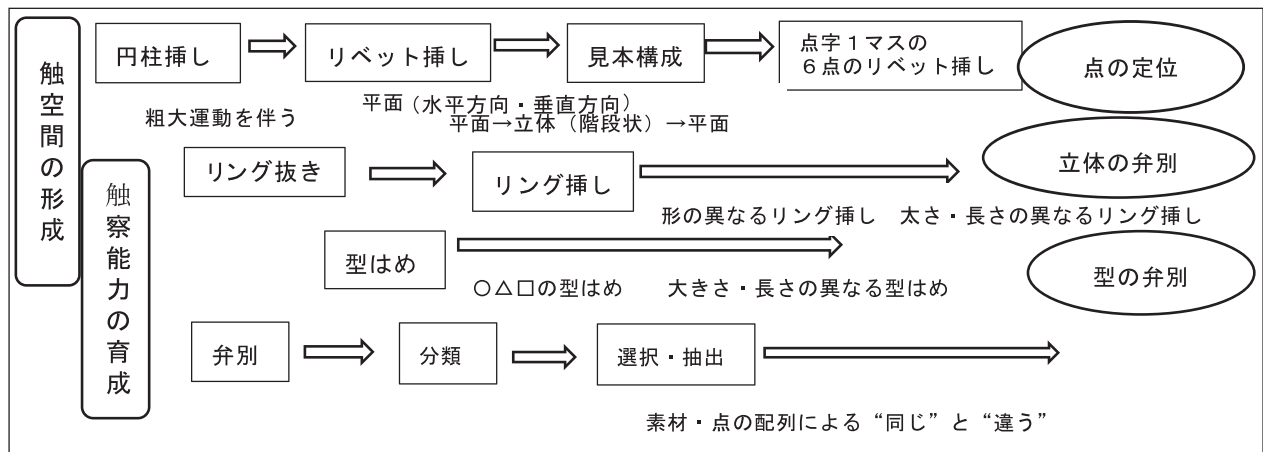 触空間の形成
触察能力の育成
円柱挿し
リベット挿し
見本構成
点字１マスの
６点のリベット挿し
点の定位
粗大運動を伴う
平面（水平方向・垂直方向）
平面→立体（階段状）→平面
リング抜き
リング挿し
立体の弁別
形の異なるリング挿し　太さ・長さの異なるリング挿し
型はめ
○△□の型はめ　大きさ・長さの異なる型はめ
型の弁別
弁別
分類
選択・抽出
素材・点の配列による“同じ”と“違う”